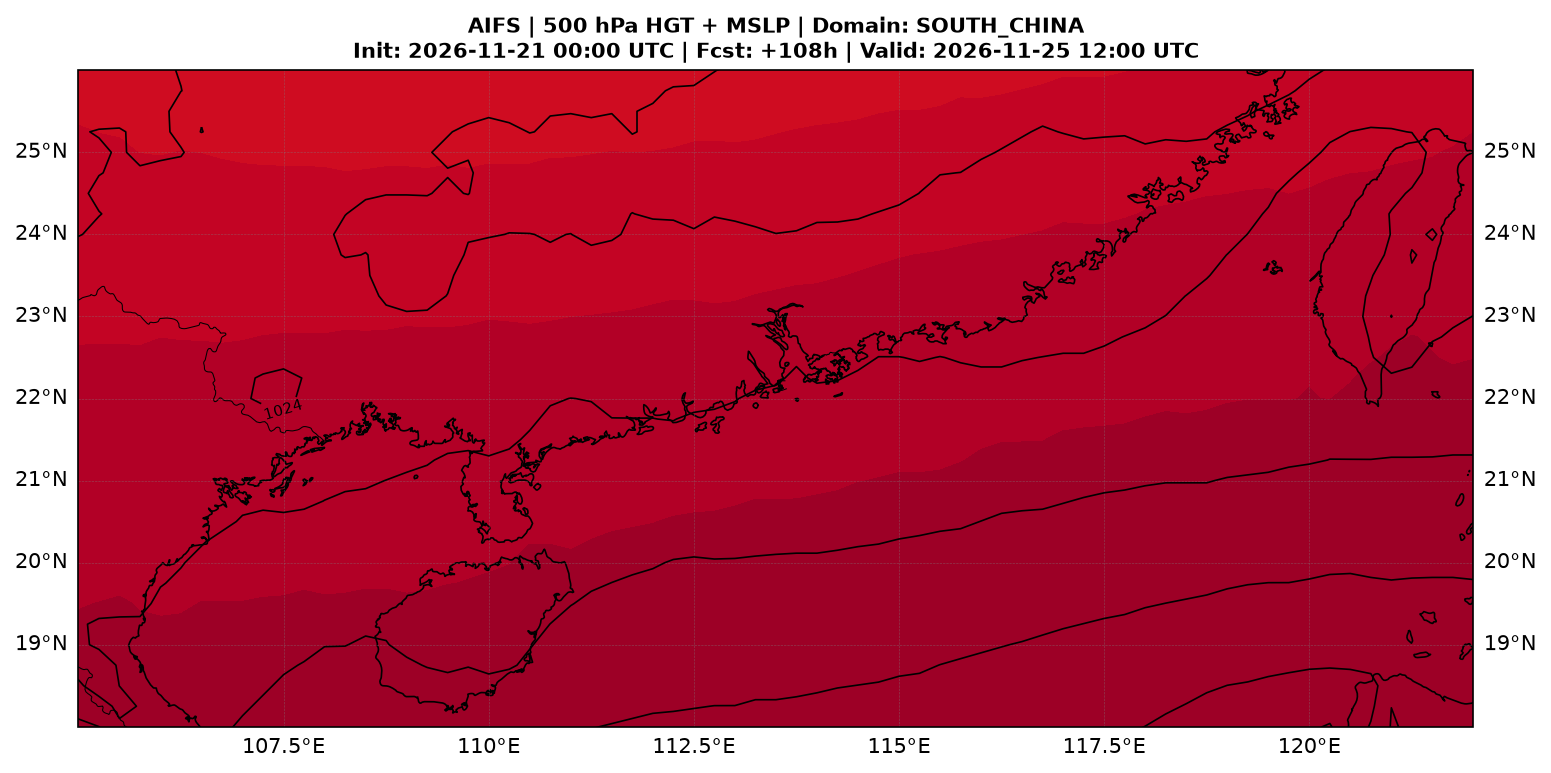 AIFS | 500 hPa HGT + MSLP | Domain: SOUTH_CHINA
Init: 2026-11-21 00:00 UTC | Fcst: +108h | Valid: 2026-11-25 12:00 UTC
25°N 25°N
24°N 24°N
23°N 23°N
22°N 22°N
1024
21°N 21°N
20°N 20°N
19°N 19°N
107.5°E 110°E 112.5°E 115°E 117.5°E 120°E